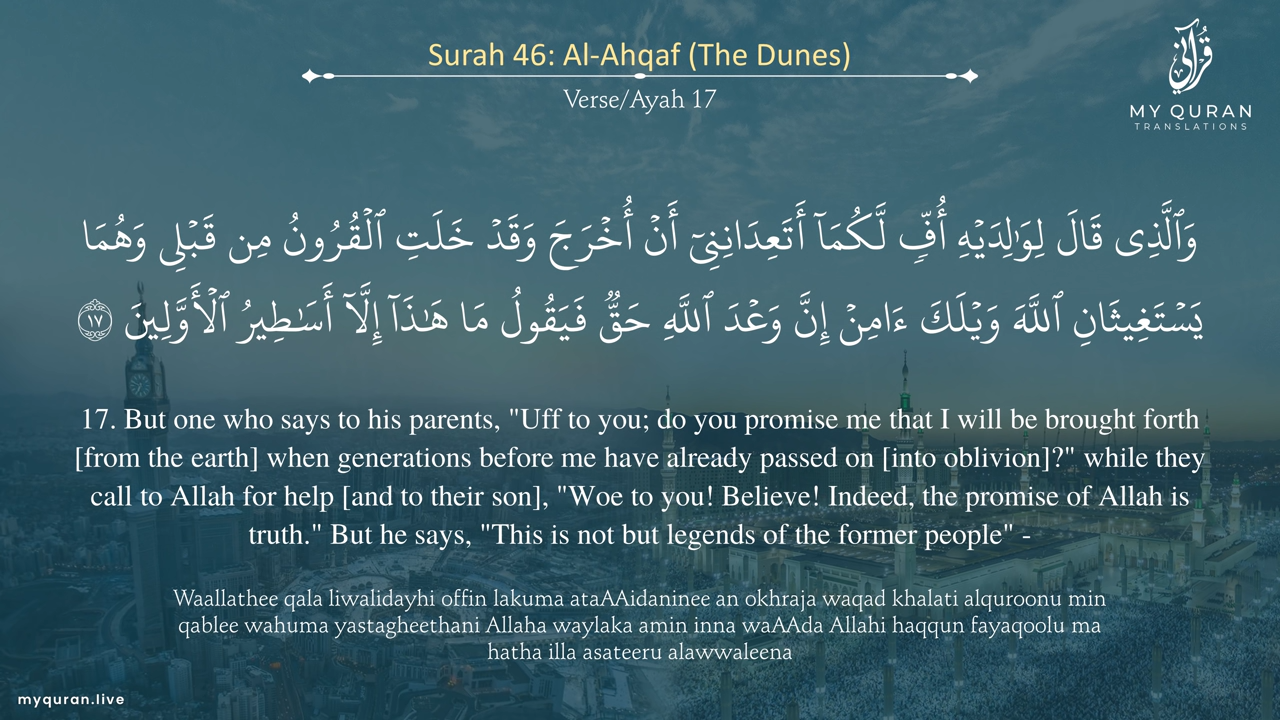 Surah 46: Al-Ahqaf (The Dunes)
Verse/Ayah 17
قُرْآنِي
MY QURAN
TRANSLATIONS
وَٱلَّذِى قَالَ لِوَٰلِدَيْهِ أُفٍّۢ لَّكُمَآ أَتَعِدَانِنِىٓ أَنْ أُخْرَجَ وَقَدْ خَلَتِ ٱلْقُرُونُ مِن قَبْلِى وَهُمَا
يَسْتَغِيثَانِ ٱللَّهَ وَيْلَكَ ءَامِنْ إِنَّ وَعْدَ ٱللَّهِ حَقٌّۭ فَيَقُولُ مَا هَـٰذَآ إِلَّآ أَسَـٰطِيرُ ٱلْأَوَّلِينَ ١٧
17. But one who says to his parents, "Uff to you; do you promise me that I will be brought forth
[from the earth] when generations before me have already passed on [into oblivion]?" while they
call to Allah for help [and to their son], "Woe to you! Believe! Indeed, the promise of Allah is
truth." But he says, "This is not but legends of the former people" -
Waallathee qala liwalidayhi offin lakuma ataAAidaninee an okhraja waqad khalati alquroonu min
qablee wahuma yastagheethani Allaha waylaka amin inna waAAda Allahi haqqun fayaqoolu ma
hatha illa asateeru alawwaleena
myquran.live